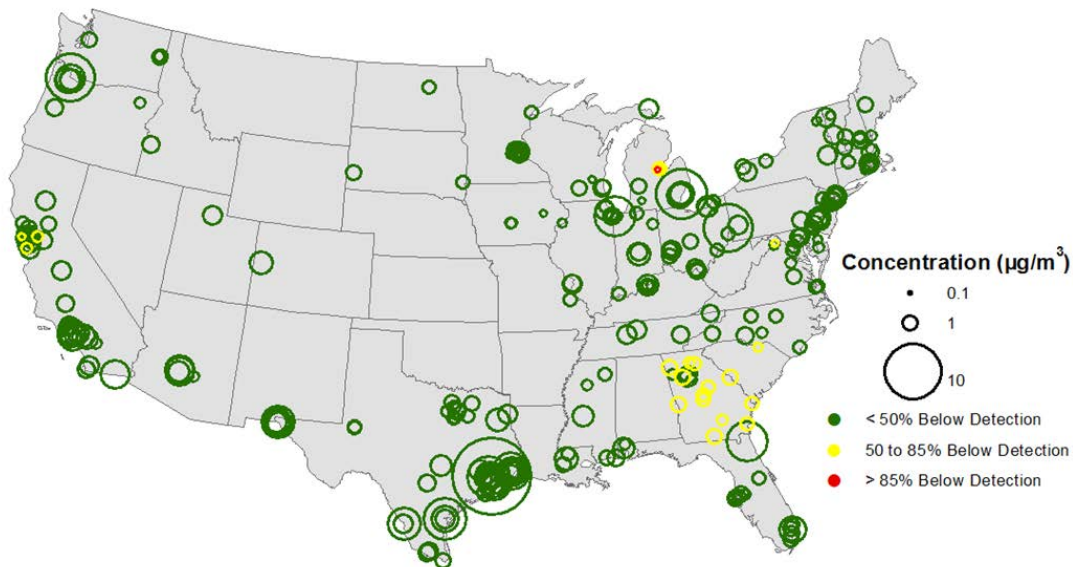 Concentration (µg/m³)
0.1
1
10
< 50% Below Detection
50 to 85% Below Detection
> 85% Below Detection